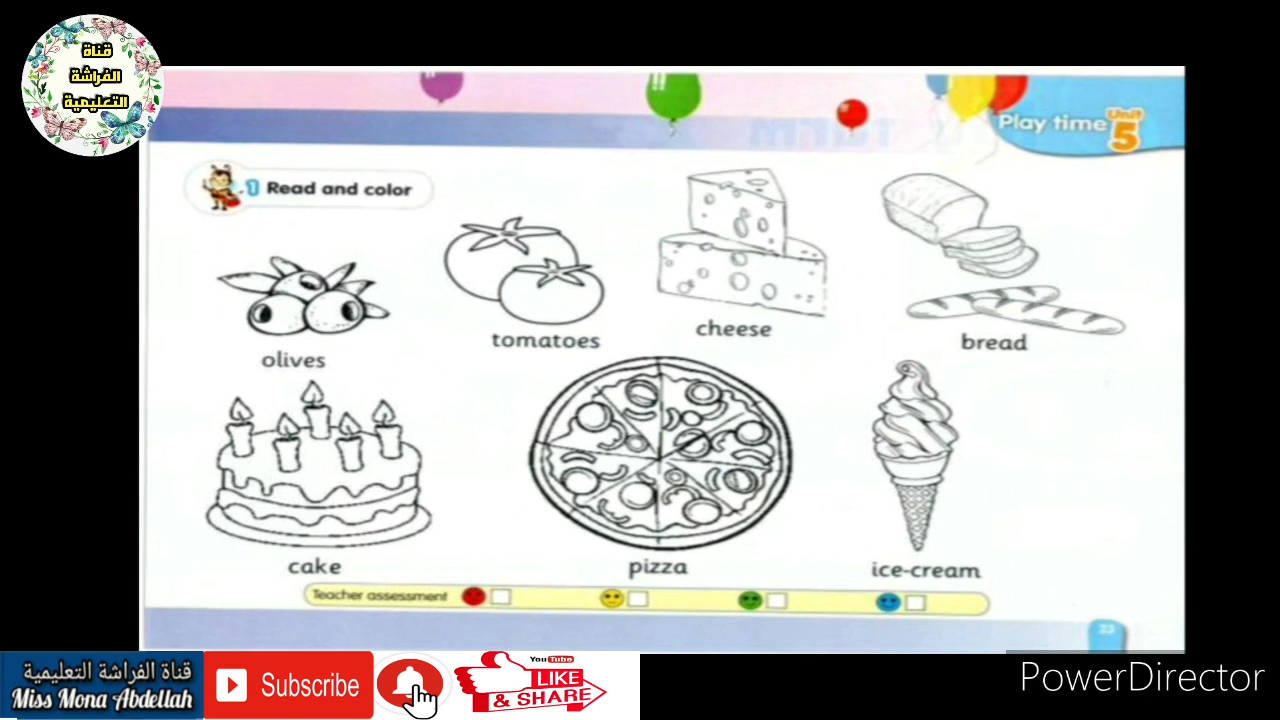 قناة
الفراشة
التعليمية
Play time
Unit
5
1 Read and color
olives
tomatoes
cheese
bread
cake
pizza
ice-cream
Teacher assessment
33
قناة الفراشة التعليمية
Miss Mona Abdellah
Subscribe
YouTube
LIKE
& SHARE
PowerDirector